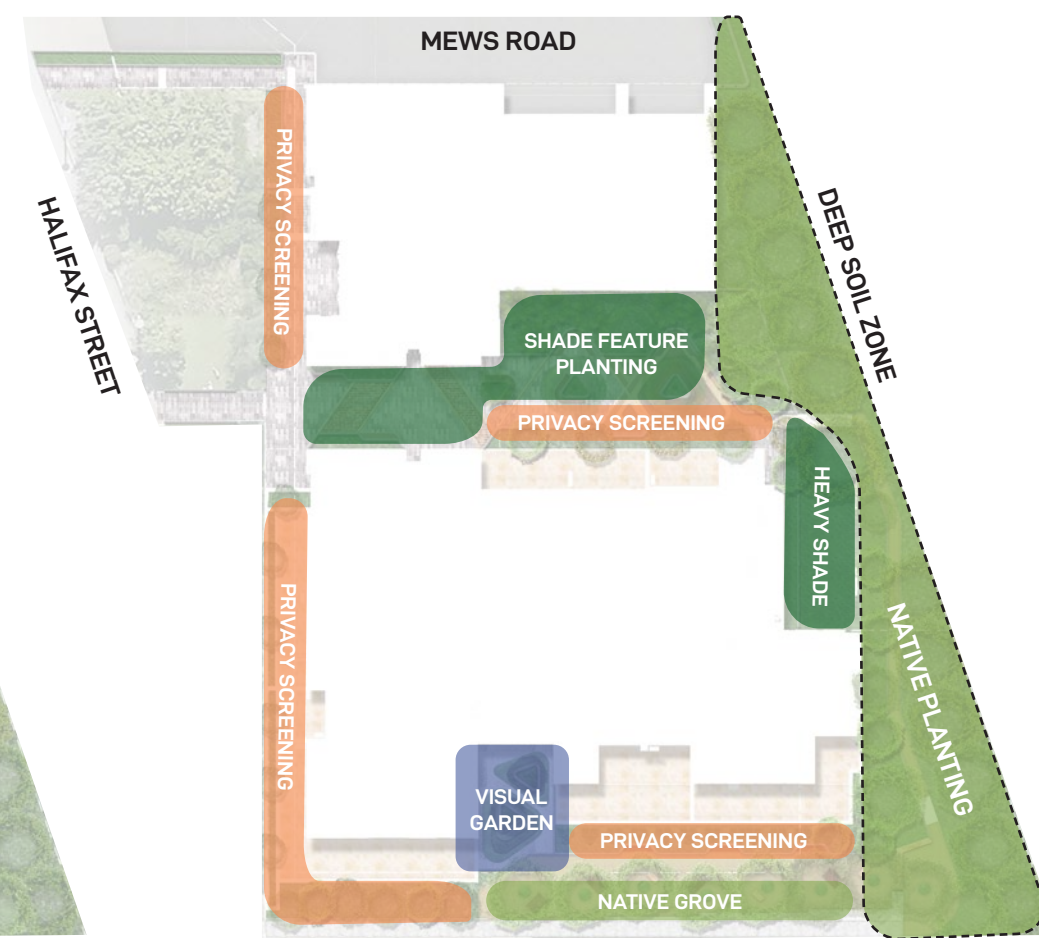 MEWS ROAD
PRIVACY SCREENING
HALIFAX STREET
DEEP SOIL ZONE
SHADE FEATURE
PLANTING
PRIVACY SCREENING
HEAVY SHADE
PRIVACY SCREENING
NATIVE PLANTING
VISUAL
GARDEN
PRIVACY SCREENING
NATIVE GROVE